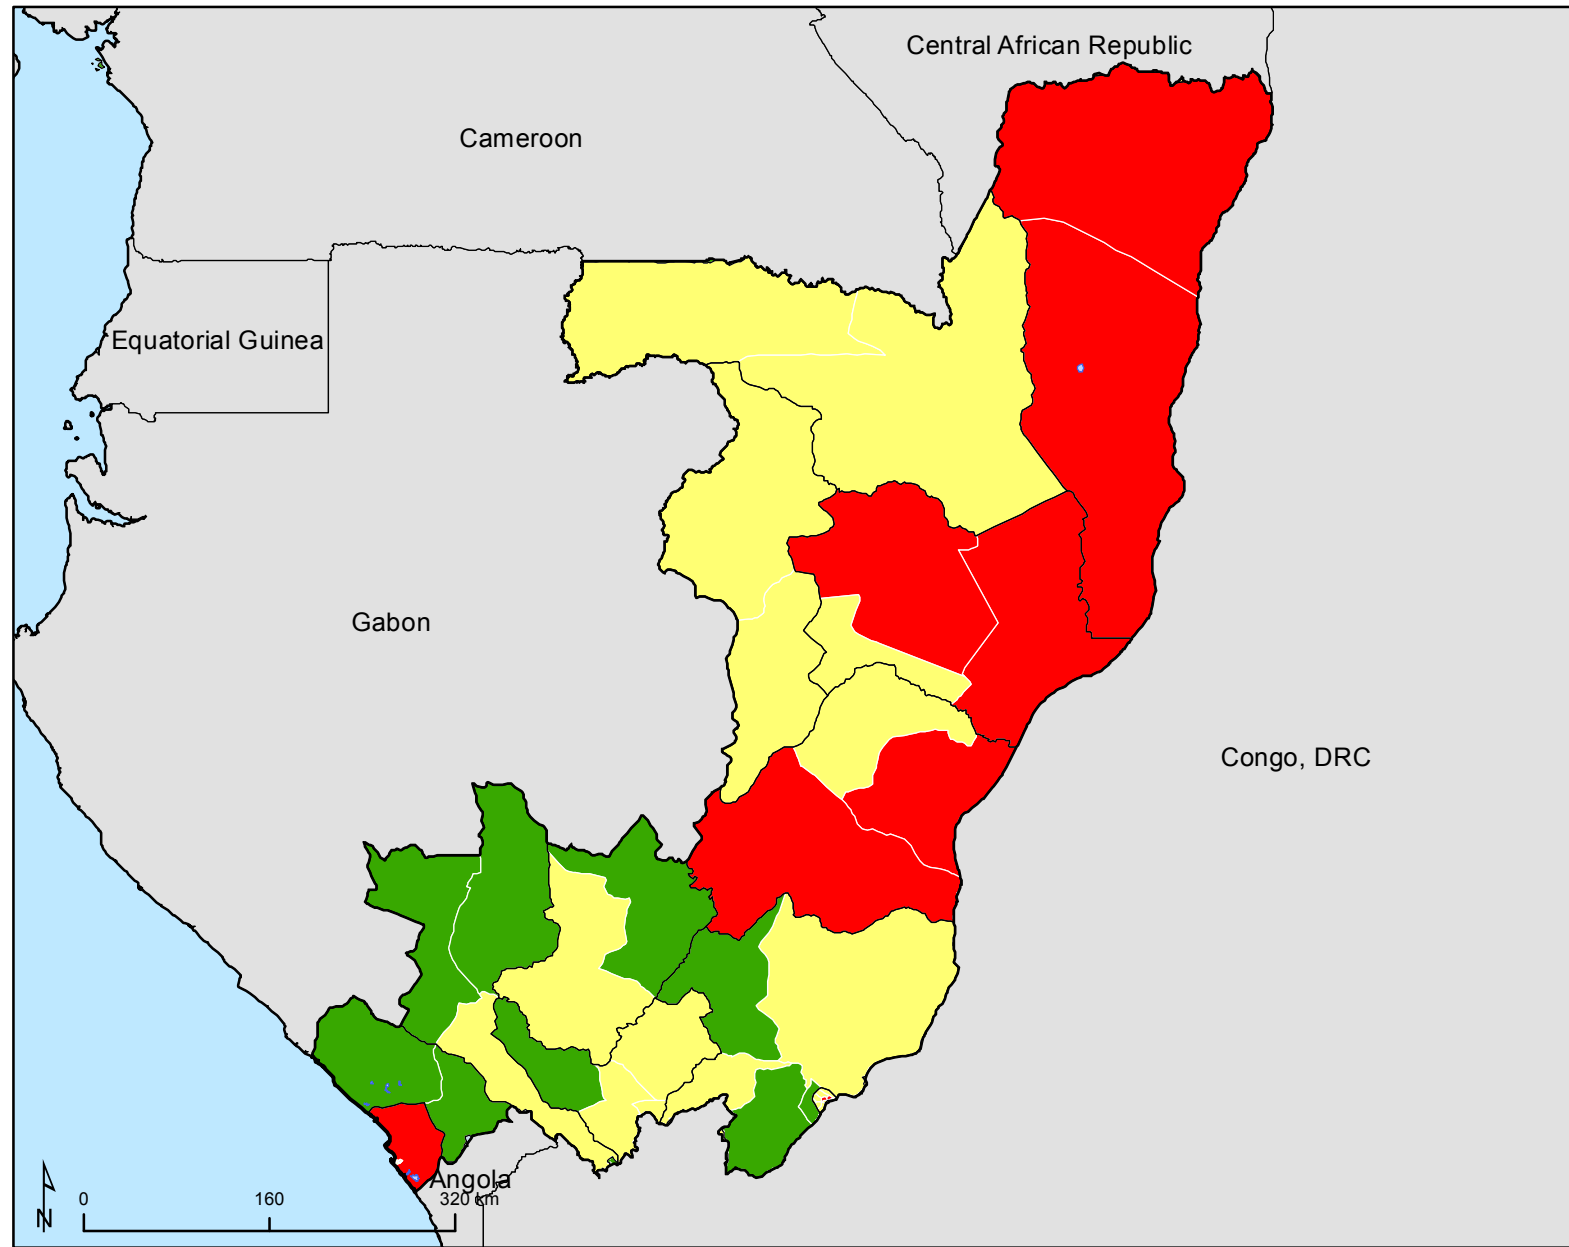 Central African Republic
Cameroon
Equatorial Guinea
Gabon
Congo, DRC
Angola
0 160 320 km
N